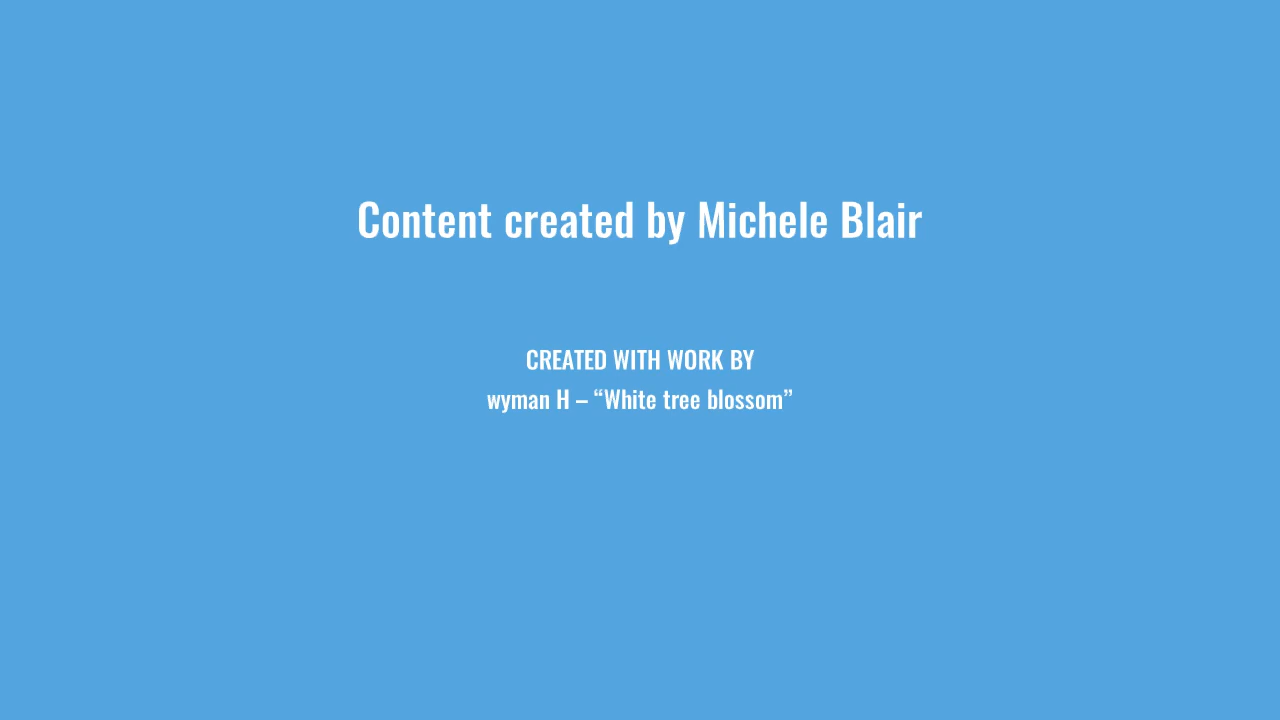 Content created by Michele Blair
CREATED WITH WORK BY
wyman H – “White tree blossom”